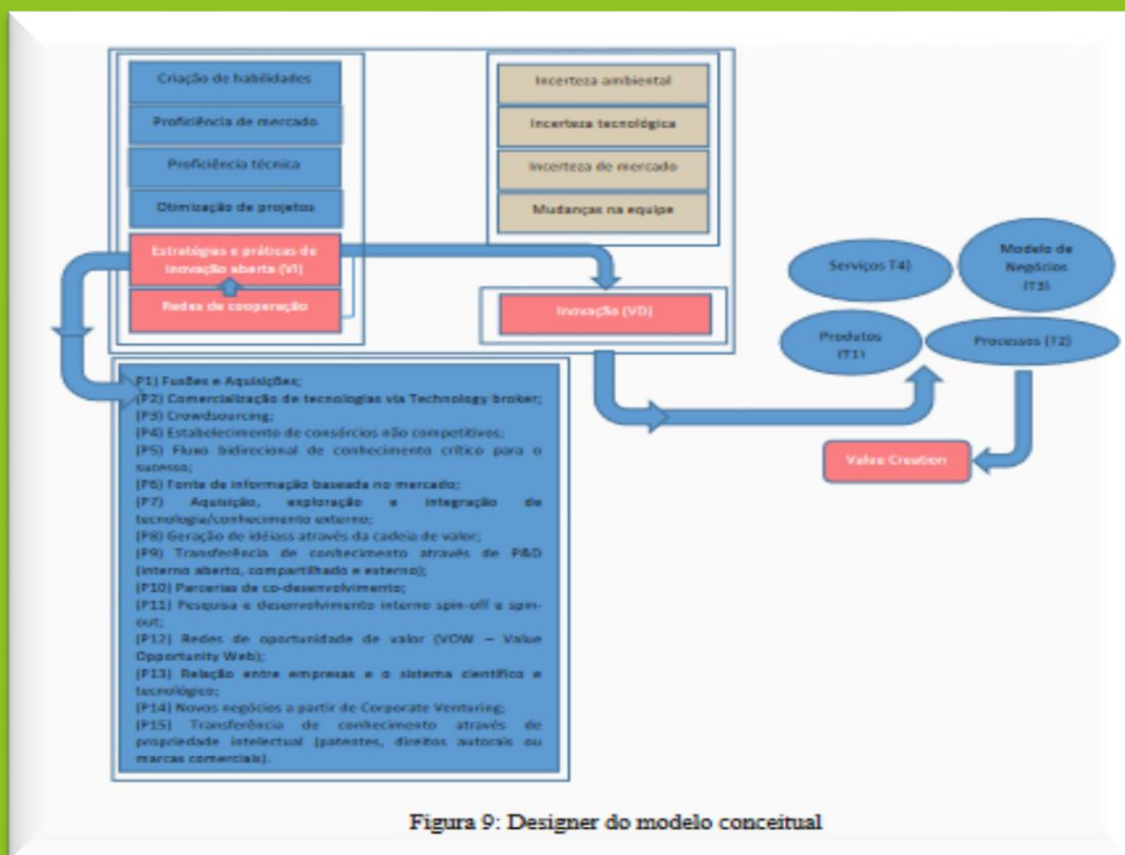 Criação de habilidades
Proficiência de mercado
Proficiência técnica
Otimização de projetos
Estratégias e práticas de
inovação aberta (VI)
Redes de cooperação
Incerteza ambiental
Incerteza tecnológica
Incerteza de mercado
Mudanças na equipe
Inovação (VD)
Serviços T4)
Modelo de
Negócios
(T3)
Produtos
(T1)
Processos (T2)
Value Creation
P1) Fusões e Aquisições;
(P2) Comercialização de tecnologias via Technology broker;
(P3) Crowdsourcing;
(P4) Estabelecimento de consórcios não competitivos;
(P5) Fluxo bidirecional de conhecimento crítico para o
sucesso;
(P6) Fonte de informação baseada no mercado;
(P7) Aquisição, exploração e integração de
tecnologia/conhecimento externo;
(P8) Geração de idéiass através da cadeia de valor;
(P9) Transferência de conhecimento através de P&D
(interno aberto, compartilhado e externo);
(P10) Parcerias de co-desenvolvimento;
(P11) Pesquisa e desenvolvimento interno spin-off e spin-
out;
(P12) Redes de oportunidade de valor (VOW – Value
Opportunity Web);
(P13) Relação entre empresas e o sistema científico e
tecnológico;
(P14) Novos negócios a partir de Corporate Venturing;
(P15) Transferência de conhecimento através de
propriedade intelectual (patentes, direitos autorais ou
marcas comerciais).
Figura 9: Designer do modelo conceitual